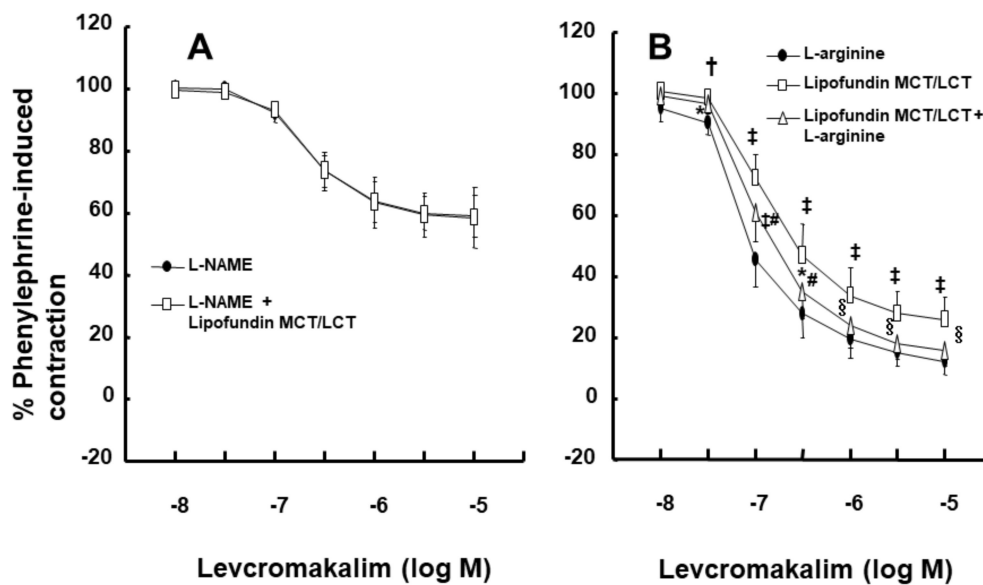 % Phenylephrine-induced
contraction
A
120
100
80
60
40
20
0
-20
L-NAME
L-NAME +
Lipofundin MCT/LCT
-8
-7
-6
-5
Levcromakalim (log M)
B
120
100
80
60
40
20
0
-20
L-arginine
Lipofundin MCT/LCT
Lipofundin MCT/LCT +
L-arginine
†
*
‡
‡#
‡
*#
‡
§
‡
§
‡
§
-8
-7
-6
-5
Levcromakalim (log M)